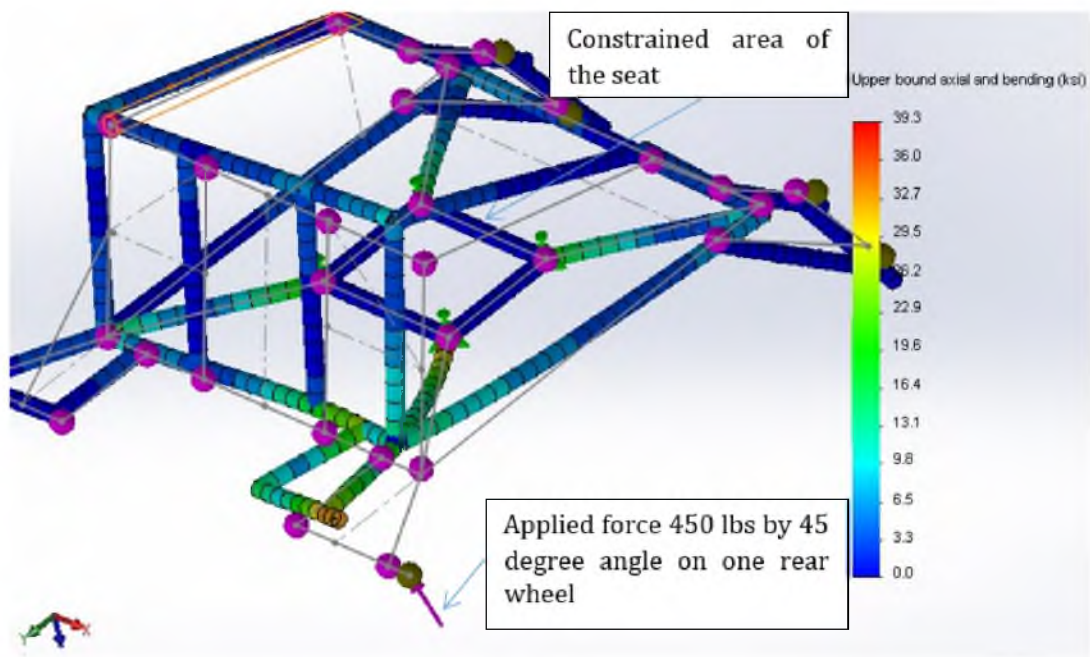 Constrained area of
the seat
Upper bound axial and bending (ksi)
39.3
36.0
32.7
29.5
26.2
22.9
19.6
16.4
13.1
9.8
6.5
3.3
0.0
Applied force 450 lbs by 45
degree angle on one rear
wheel
Y
X